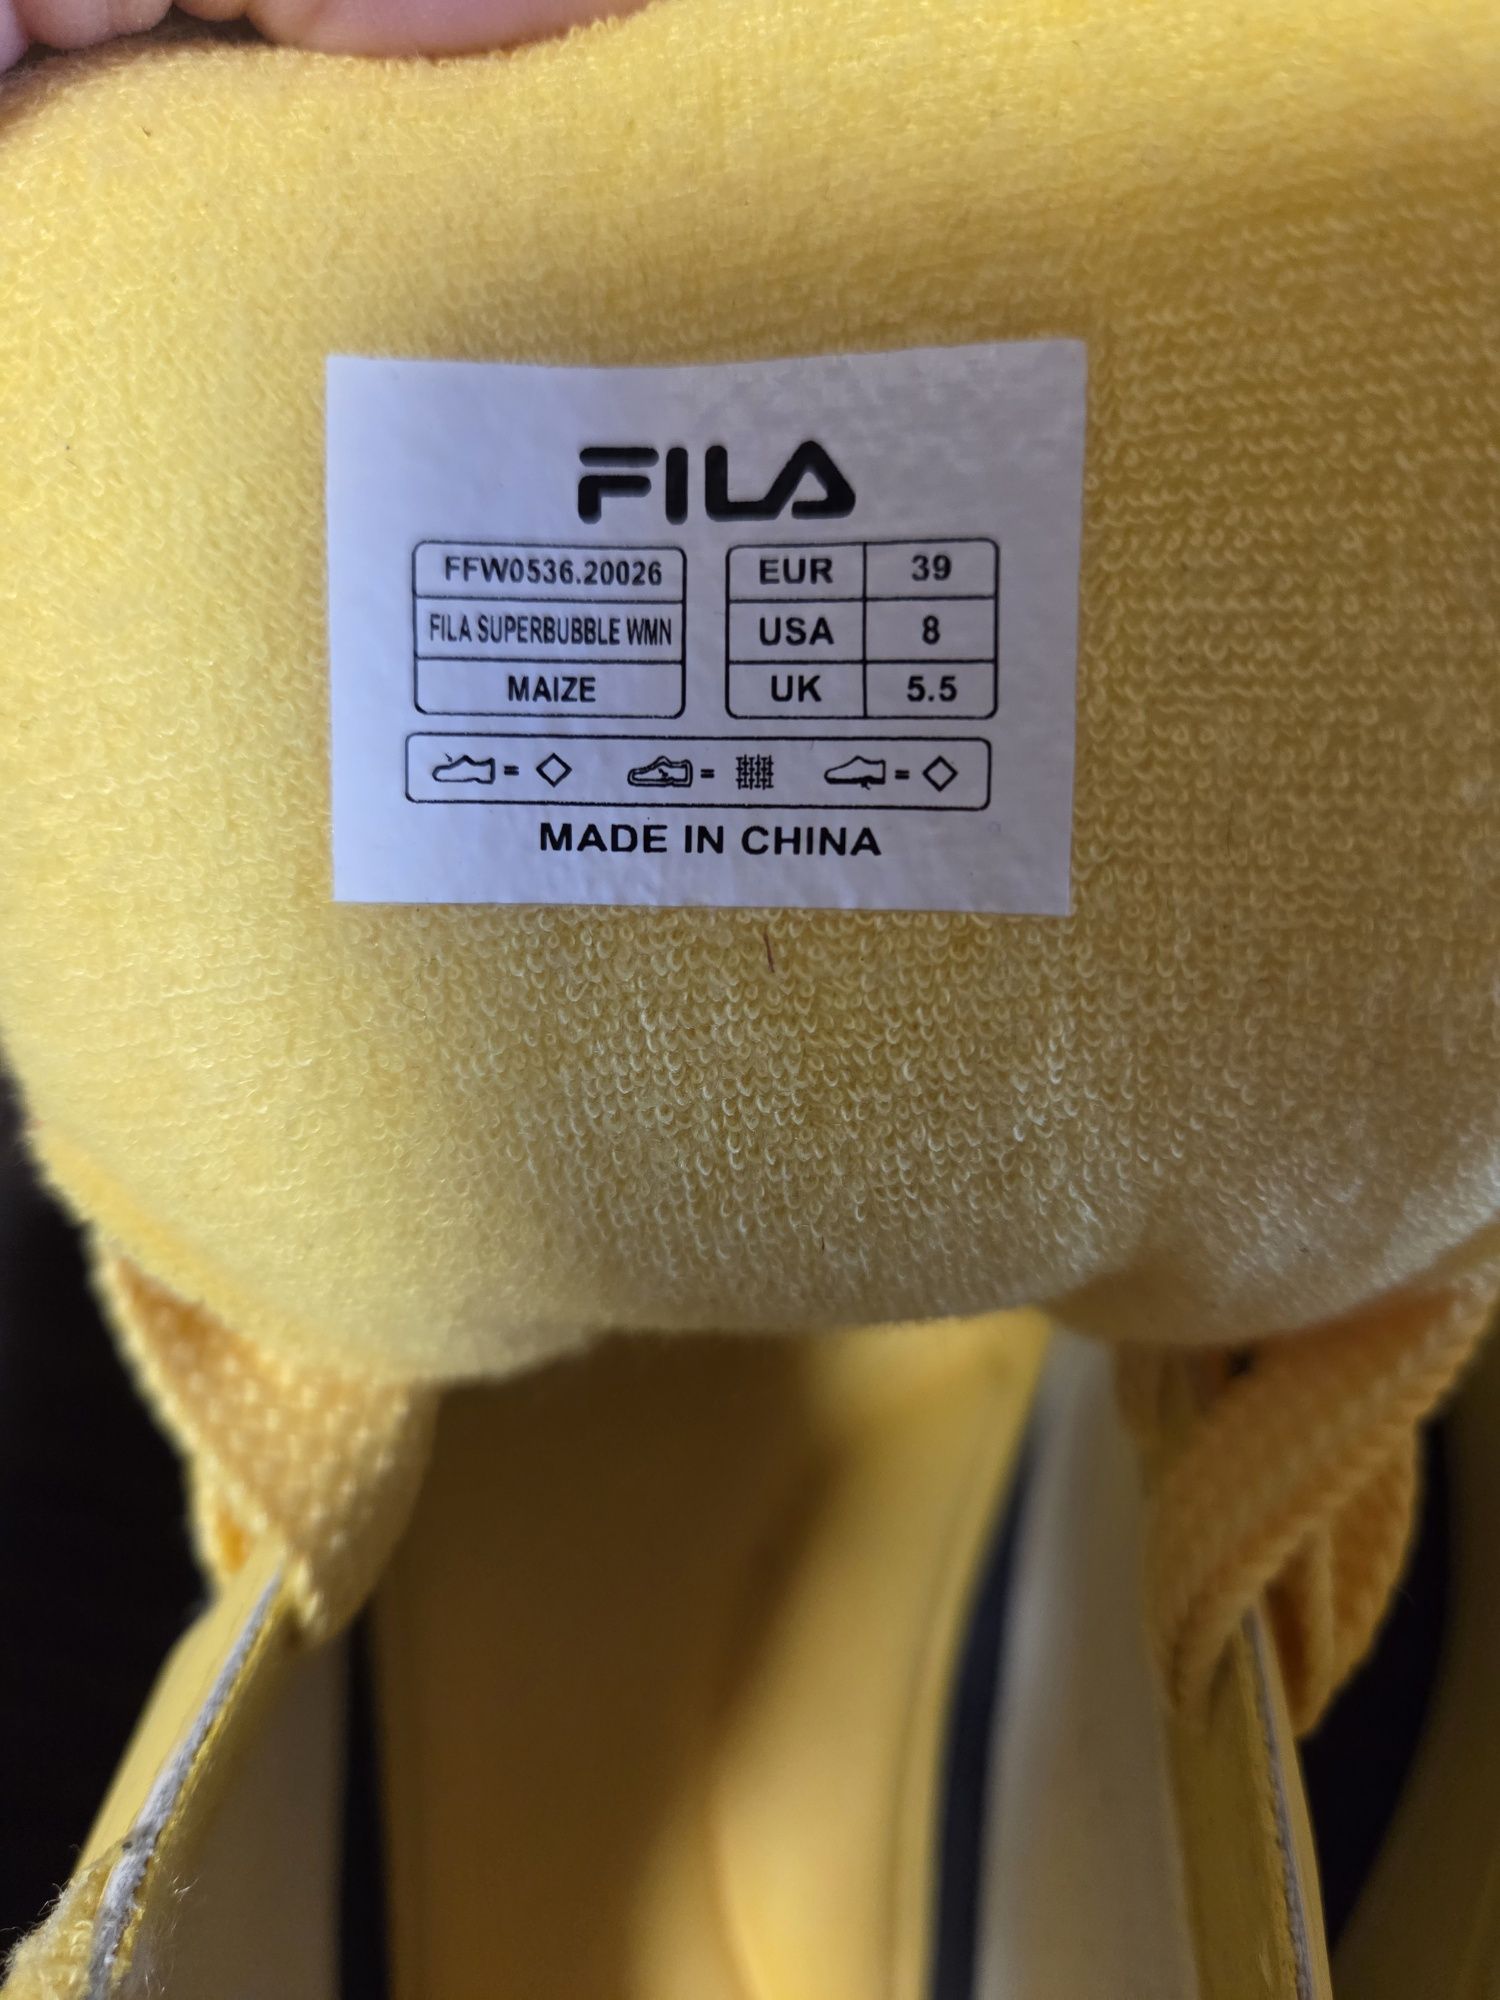 FILA
FFW0536.20026
FILA SUPERBUBBLE WMN
MAIZE
EUR 39
USA 8
UK 5.5
= = =
MADE IN CHINA